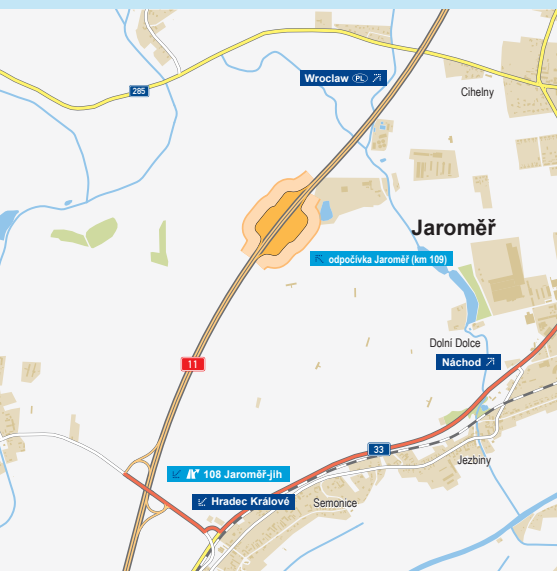 Wroclaw PL
285
Cihelny
Jaroměř
odpočívka Jaroměř (km 109)
Dolní Dolce
Náchod
11
33
Jezbiny
108 Jaroměř-jih
Hradec Králové
Semonice